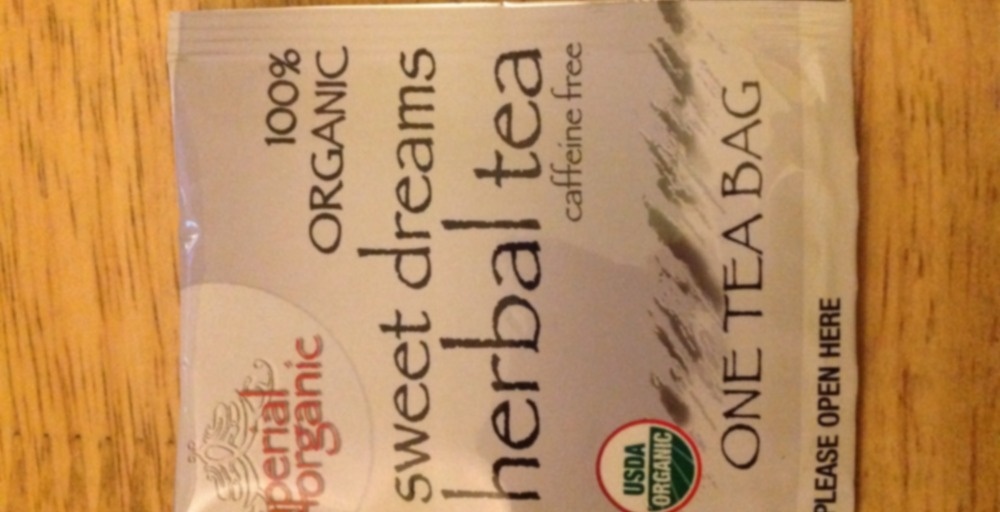 perial
organic
100%
ORGANIC
sweet dreams
herbal tea
caffeine free
USDA
ORGANIC
ONE TEA BAG
PLEASE OPEN HERE